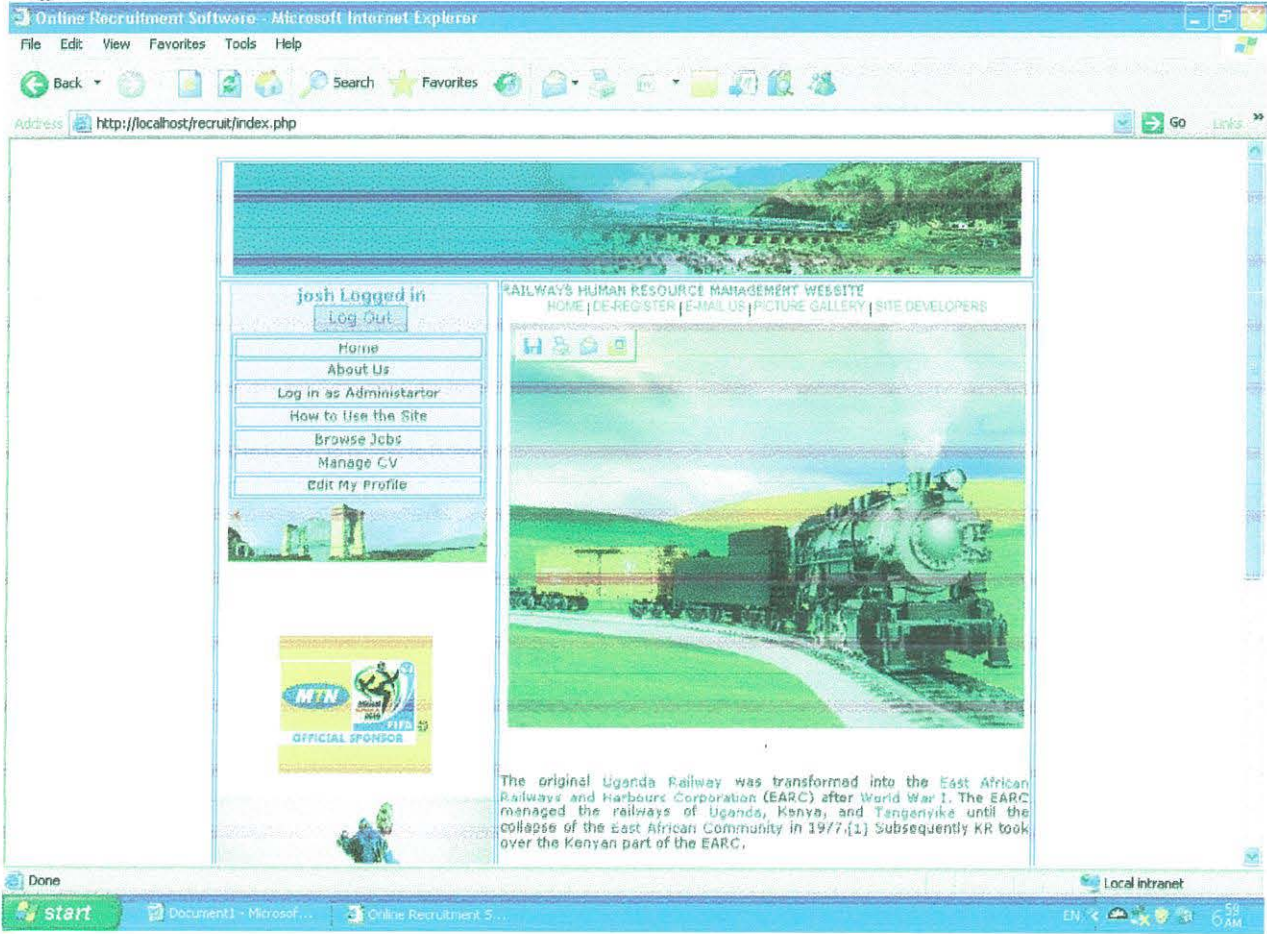 Online Recruitment Software - Microsoft Internet Explorer
File Edit View Favorites Tools Help
Back Search Favorites
Address http://localhost/recruit/index.php Go Links »
josh Logged in
Log Out
Home
About Us
Log in as Administartor
How to Use the Site
Browse Jobs
Manage CV
Edit My Profile
MTN
2010
FIFA
OFFICIAL SPONSOR
RAILWAYS HUMAN RESOURCE MANAGEMENT WEBSITE
HOME | DE-REGISTER | E-MAIL US | PICTURE GALLERY | SITE DEVELOPERS
The original Uganda Railway was transformed into the East African
Railways and Harbours Corporation (EARC) after World War I. The EARC
managed the railways of Uganda, Kenya, and Tanganyika until the
collapse of the East African Community in 1977.[1] Subsequently KR took
over the Kenyan part of the EARC.
Done Local intranet
start Document1 - Microsof... Online Recruitment S... EN 6 59 AM